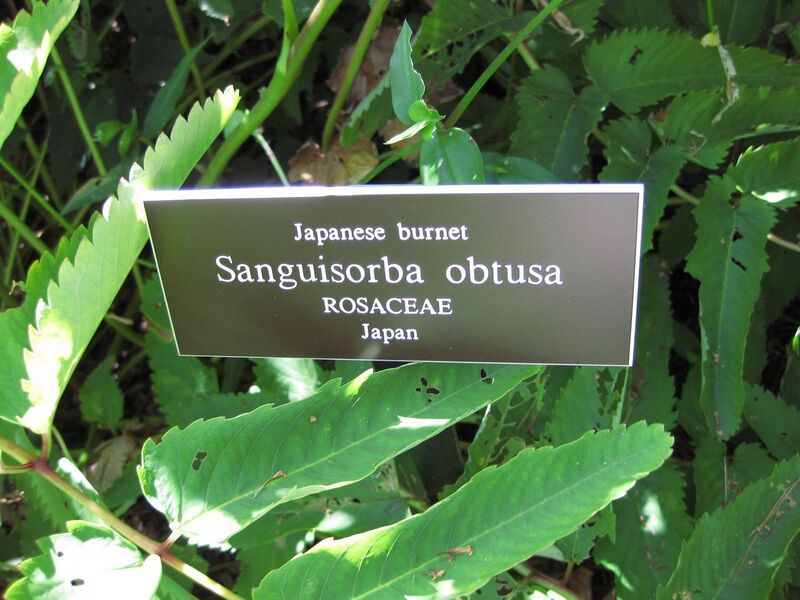 Japanese burnet
Sanguisorba obtusa
ROSACEAE
Japan